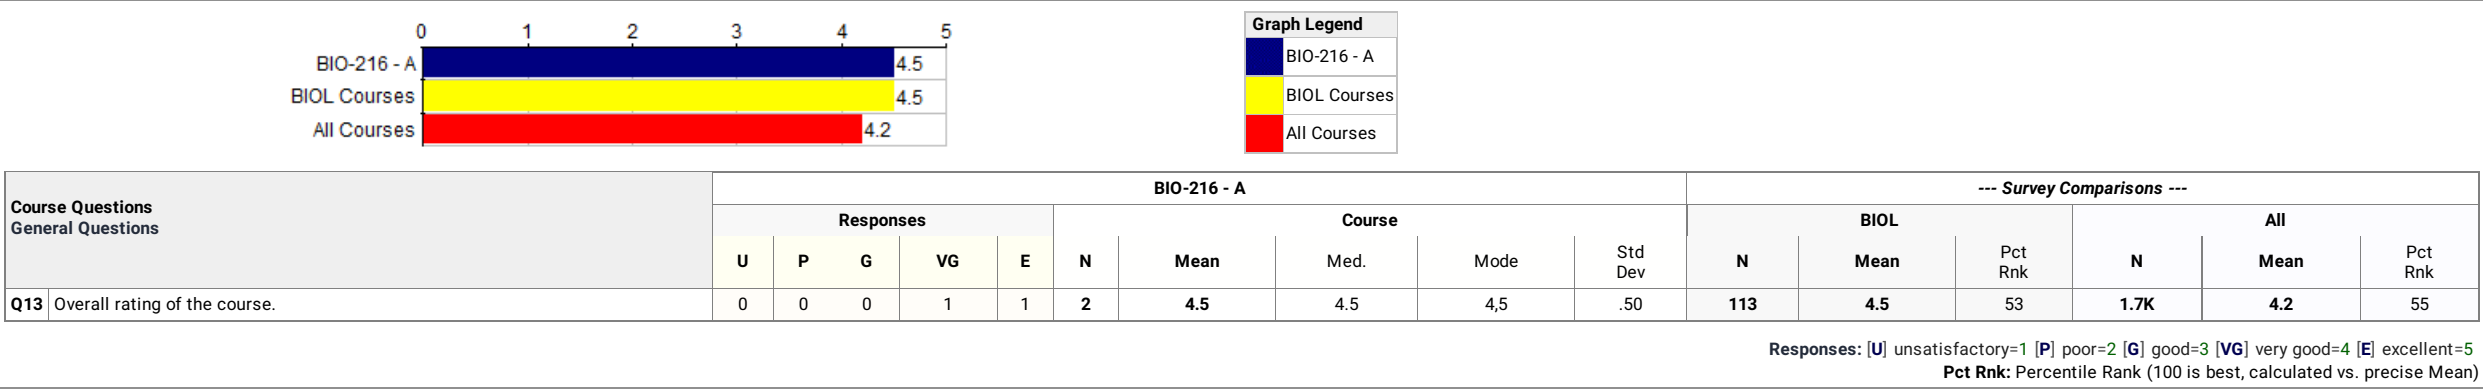 0 1 2 3 4 5
BIO-216 - A 4.5
BIOL Courses 4.5
All Courses 4.2
Graph Legend
BIO-216 - A
BIOL Courses
All Courses
Course Questions
General Questions
BIO-216 - A --- Survey Comparisons ---
Responses Course BIOL All
U P G VG E N Mean Med. Mode Std Dev N Mean Pct Rnk N Mean Pct Rnk
Q13 Overall rating of the course. 0 0 0 1 1 2 4.5 4.5 4,5 .50 113 4.5 53 1.7K 4.2 55
Responses: [U] unsatisfactory=1 [P] poor=2 [G] good=3 [VG] very good=4 [E] excellent=5
Pct Rnk: Percentile Rank (100 is best, calculated vs. precise Mean)